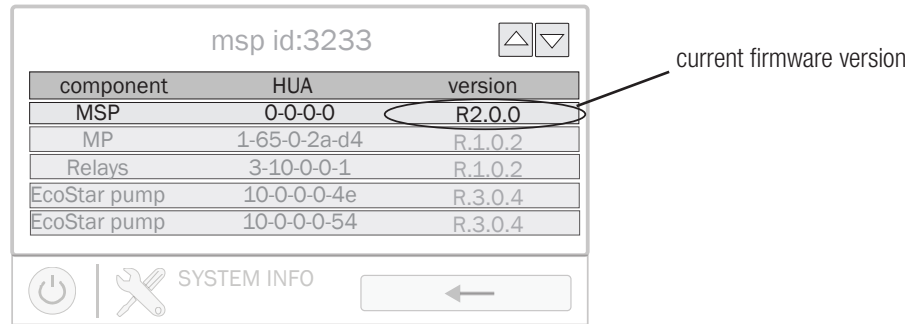 msp id:3233
current firmware version
component HUA version
MSP 0-0-0-0 R2.0.0
MP 1-65-0-2a-d4 R.1.0.2
Relays 3-10-0-0-1 R.1.0.2
EcoStar pump 10-0-0-0-4e R.3.0.4
EcoStar pump 10-0-0-0-54 R.3.0.4
SYSTEM INFO